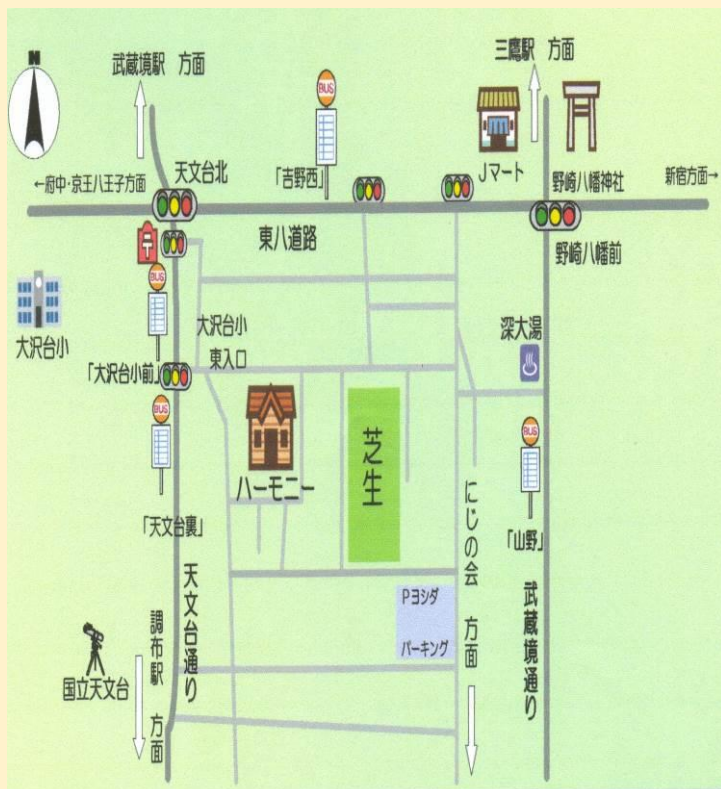 N
武蔵境駅 方面
三鷹駅 方面
BUS
天文台北
「吉野西」
Jマート
野崎八幡神社
新宿方面→
←府中・京王八王子方面
東八道路
野崎八幡前
〒
BUS
大沢台小
大沢台小
東入口
深大湯
「大沢台小前」
BUS
BUS
ハーモニー
芝生
「天文台裏」
にじの会 方面
「山野」
天文台通り
武蔵境通り
Pヨシダ
パーキング
国立天文台
調布駅 方面